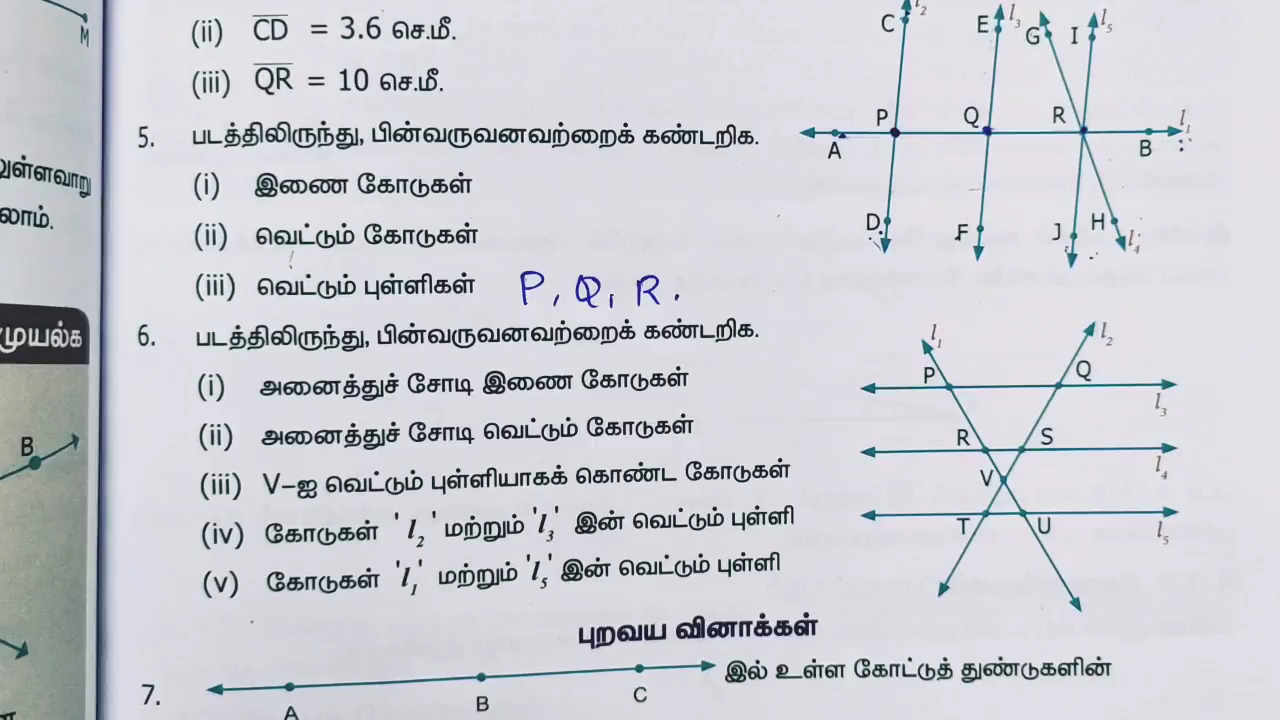 (ii) CD = 3.6 செ.மீ.
(iii) QR = 10 செ.மீ.
5. படத்திலிருந்து, பின்வருவனவற்றைக் கண்டறிக.
(i) இணை கோடுகள்
(ii) வெட்டும் கோடுகள்
(iii) வெட்டும் புள்ளிகள் P, Q, R.
C l₂ E l₃ G I l₅
P Q R l₁
A B
D F J H l₄
6. படத்திலிருந்து, பின்வருவனவற்றைக் கண்டறிக.
(i) அனைத்துச் சோடி இணை கோடுகள்
(ii) அனைத்துச் சோடி வெட்டும் கோடுகள்
(iii) V-ஐ வெட்டும் புள்ளியாகக் கொண்ட கோடுகள்
(iv) கோடுகள் 'l₂' மற்றும் 'l₃' இன் வெட்டும் புள்ளி
(v) கோடுகள் 'l₁' மற்றும் 'l₅' இன் வெட்டும் புள்ளி
l₁ l₂
P Q
l₃
R S
l₄
V
T U
l₅
புறவய வினாக்கள்
7. A B C இல் உள்ள கோட்டுத் துண்டுகளின்
M
லாம்.
முயல்க
B